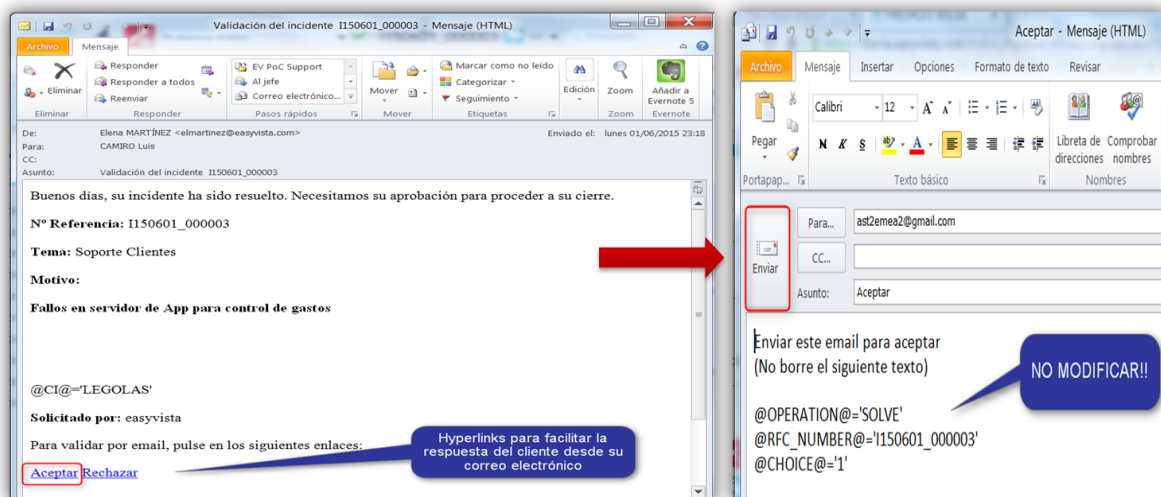 Validación del incidente I150601_000003 - Mensaje (HTML)
Archivo Mensaje
Eliminar
Responder
Responder a todos
Reenviar
EV PoC Support
Al jefe
Correo electrónico...
Mover
Marcar como no leído
Categorizar
Seguimiento
Edición
Zoom
Añadir a
Evernote 5
Eliminar Responder Pasos rápidos Mover Etiquetas Zoom Evernote
De: Elena MARTÍNEZ <elmartinez@easyvista.com> Enviado el: lunes 01/06/2015 23:18
Para: CAMIRO Luis
CC:
Asunto: Validación del incidente I150601_000003
Buenos días, su incidente ha sido resuelto. Necesitamos su aprobación para proceder a su cierre.
Nº Referencia: I150601_000003
Tema: Soporte Clientes
Motivo:
Fallos en servidor de App para control de gastos
@CI@='LEGOLAS'
Solicitado por: easyvista
Para validar por email, pulse en los siguientes enlaces:
Aceptar Rechazar
Hyperlinks para facilitar la
respuesta del cliente desde su
correo electrónico
Aceptar - Mensaje (HTML)
Archivo Mensaje Insertar Opciones Formato de texto Revisar
Pegar
Calibri 12
N K S
Libreta de
direcciones
Comprobar
nombres
Portapap... Texto básico Nombres
Enviar
Para... ast2emea2@gmail.com
CC...
Asunto: Aceptar
Enviar este email para aceptar
(No borre el siguiente texto)
NO MODIFICAR!!
@OPERATION@='SOLVE'
@RFC_NUMBER@='I150601_000003'
@CHOICE@='1'